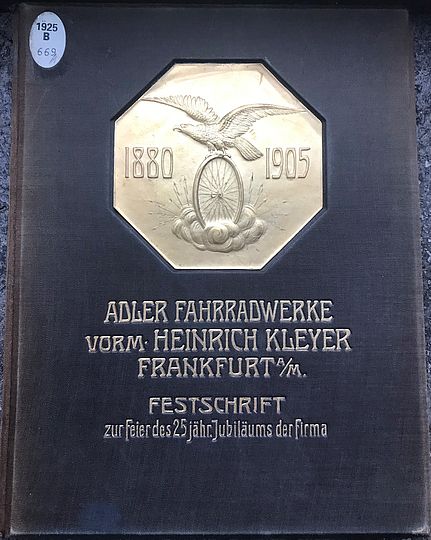 1925
B
669
1880 1905
ADLER FAHRRADWERKE
VORM. HEINRICH KLEYER
FRANKFURT A/M.
FESTSCHRIFT
zur Feier des 25 jähr. Jubiläums der Firma